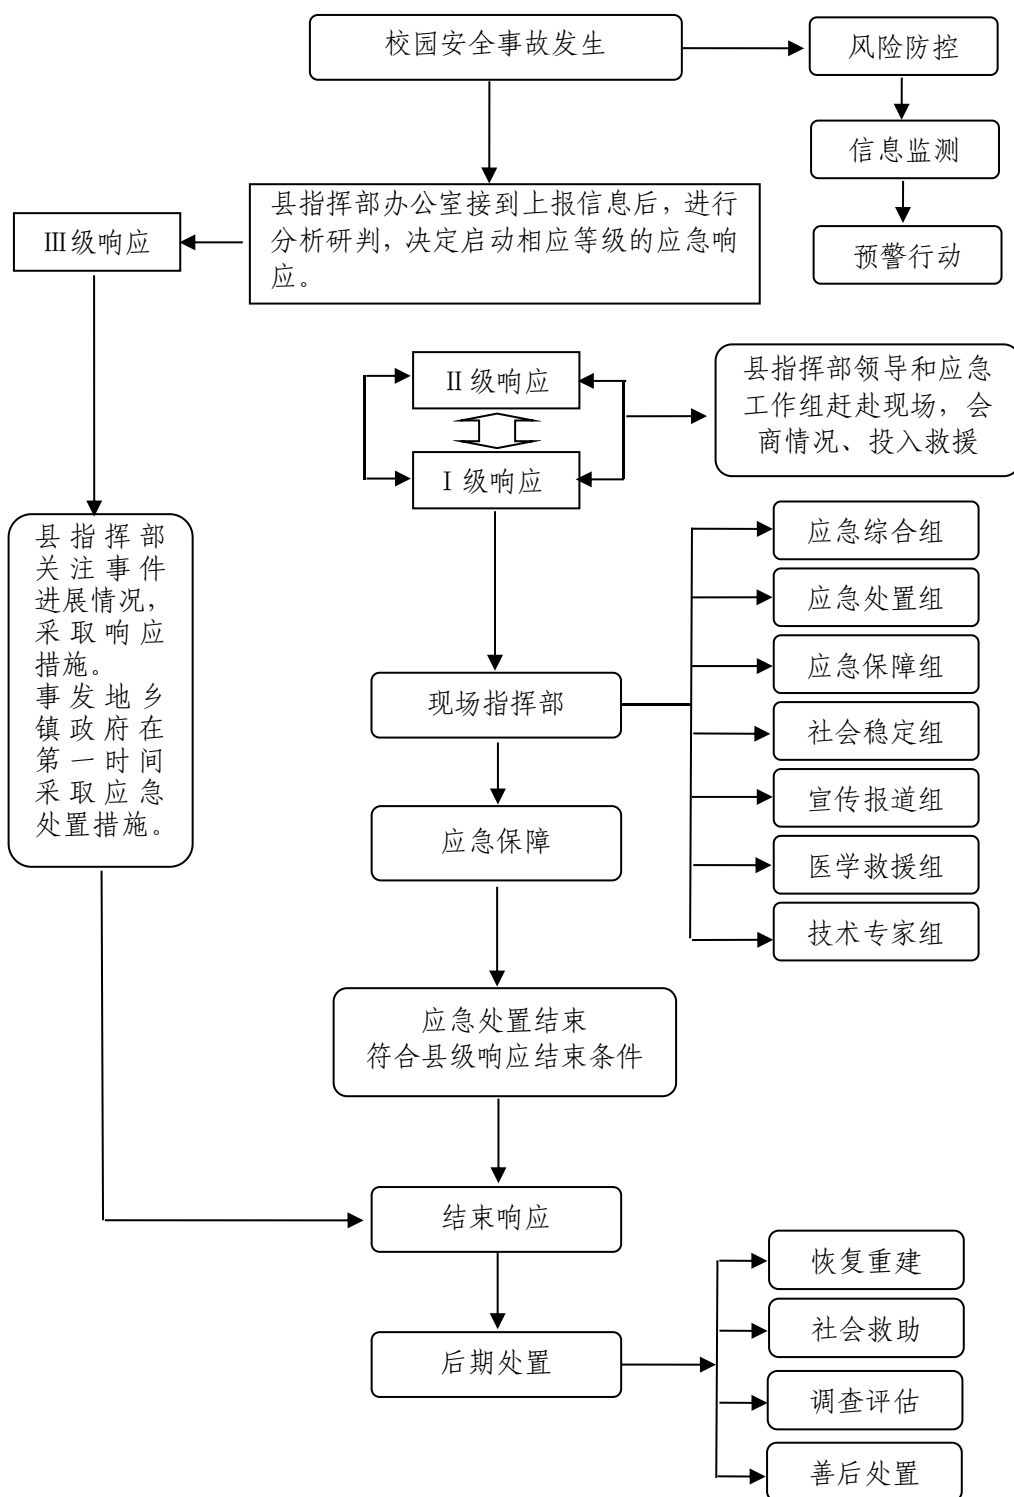 校园安全事故发生
风险防控
信息监测
预警行动
县指挥部办公室接到上报信息后，进行
分析研判，决定启动相应等级的应急响
应。
Ⅲ级响应
Ⅱ级响应
Ⅰ级响应
县指挥部领导和应急
工作组赶赴现场，会
商情况、投入救援
县指挥部
关注事件
进展情况，
采取响应
措施。
事发地乡
镇政府在
第一时间
采取应急
处置措施。
应急综合组
应急处置组
应急保障组
社会稳定组
宣传报道组
医学救援组
技术专家组
现场指挥部
应急保障
应急处置结束
符合县级响应结束条件
结束响应
后期处置
恢复重建
社会救助
调查评估
善后处置